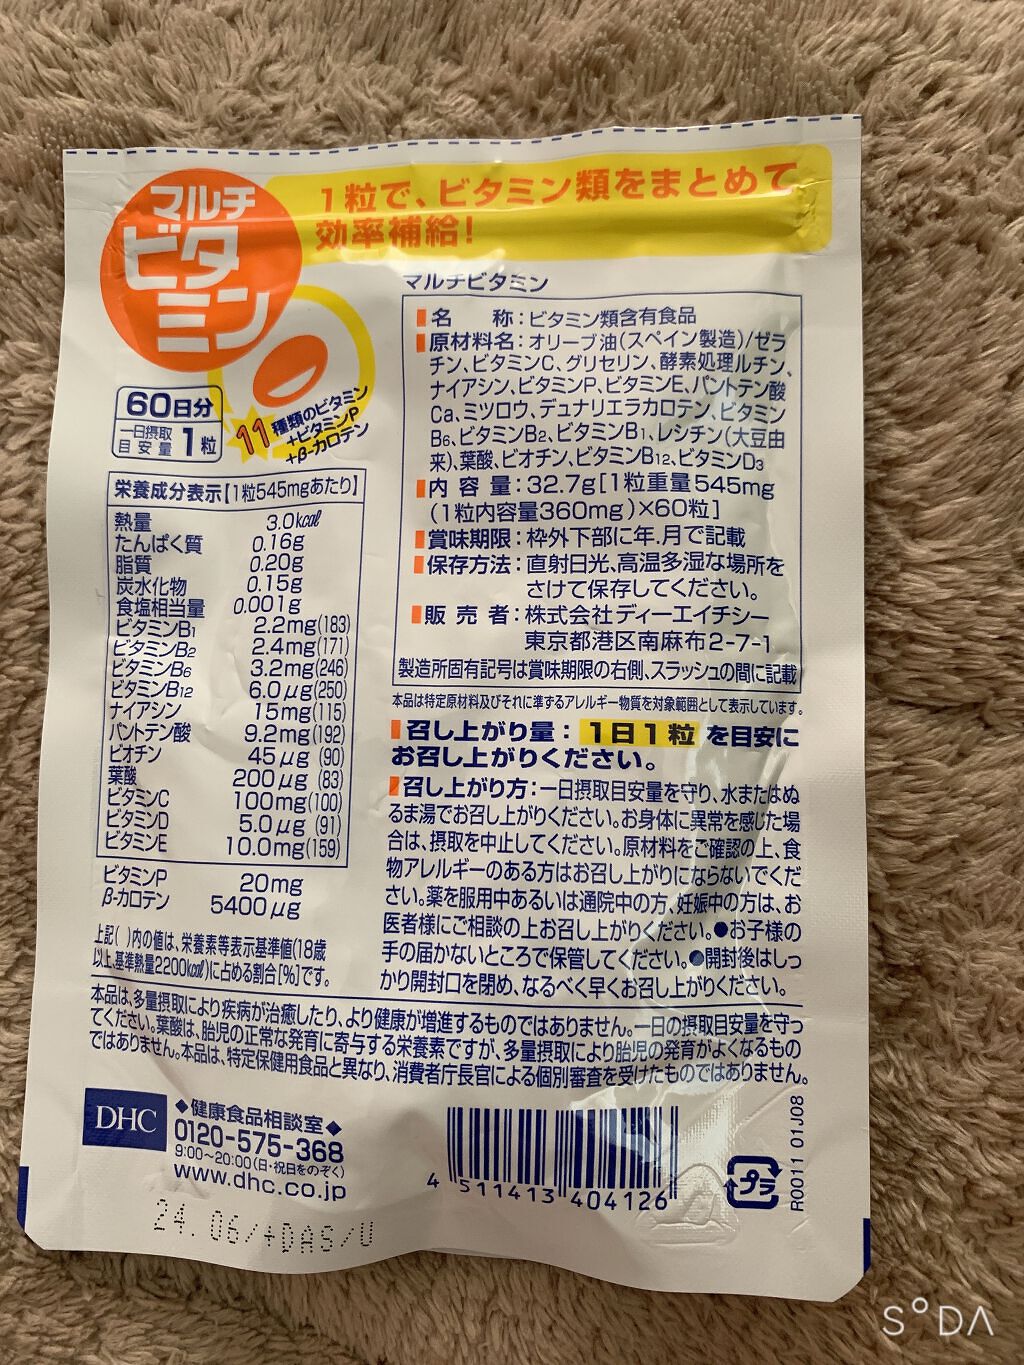 マルチ
ビタ
ミン
1粒で、ビタミン類をまとめて
効率補給!
60日分
一日摂取
目安量 1粒
11種類のビタミン
+ビタミンP
+β-カロテン
栄養成分表示[1粒545mgあたり]
熱量 3.0kcal
たんぱく質 0.16g
脂質 0.20g
炭水化物 0.15g
食塩相当量 0.001g
ビタミンB1 2.2mg(183)
ビタミンB2 2.4mg(171)
ビタミンB6 3.2mg(246)
ビタミンB12 6.0μg(250)
ナイアシン 15mg(115)
パントテン酸 9.2mg(192)
ビオチン 45μg(90)
葉酸 200μg(83)
ビタミンC 100mg(100)
ビタミンD 5.0μg(91)
ビタミンE 10.0mg(159)
ビタミンP 20mg
β-カロテン 5400μg
上記( )内の値は、栄養素等表示基準値(18歳
以上、基準熱量2200kcal)に占める割合[%]です。
マルチビタミン
名 称:ビタミン類含有食品
原材料名:オリーブ油(スペイン製造)/ゼラ
チン、ビタミンC、グリセリン、酵素処理ルチン、
ナイアシン、ビタミンP、ビタミンE、パントテン酸
Ca、ミツロウ、デュナリエラカロテン、ビタミン
B6、ビタミンB2、ビタミンB1、レシチン(大豆由
来)、葉酸、ビオチン、ビタミンB12、ビタミンD3
内容量:32.7g[1粒重量545mg
(1粒内容量360mg)×60粒]
賞味期限:枠外下部に年.月で記載
保存方法:直射日光、高温多湿な場所を
さけて保存してください。
販売者:株式会社ディーエイチシー
東京都港区南麻布2-7-1
製造所固有記号は賞味期限の右側、スラッシュの間に記載
本品は特定原材料及びそれに準ずるアレルギー物質を対象範囲として表示しています。
召し上がり量:1日1粒を目安に
お召し上がりください。
召し上がり方:一日摂取目安量を守り、水またはぬ
るま湯でお召し上がりください。お身体に異常を感じた場
合は、摂取を中止してください。原材料をご確認の上、食
物アレルギーのある方はお召し上がりにならないでくだ
さい。薬を服用中あるいは通院中の方、妊娠中の方は、お
医者様にご相談の上お召し上がりください。●お子様の
手の届かないところで保管してください。●開封後はしっ
かり開封口を閉め、なるべく早くお召し上がりください。
本品は、多量摂取により疾病が治癒したり、より健康が増進するものではありません。一日の摂取目安量を守っ
てください。葉酸は、胎児の正常な発育に寄与する栄養素ですが、多量摂取により胎児の発育がよくなるもの
ではありません。本品は、特定保健用食品と異なり、消費者庁長官による個別審査を受けたものではありません。
DHC
◆健康食品相談室◆
0120-575-368
9:00~20:00(日・祝日をのぞく)
www.dhc.co.jp
4 511413 404126
プラ
R0011 01J08
24.06/+DAS/U
SODA